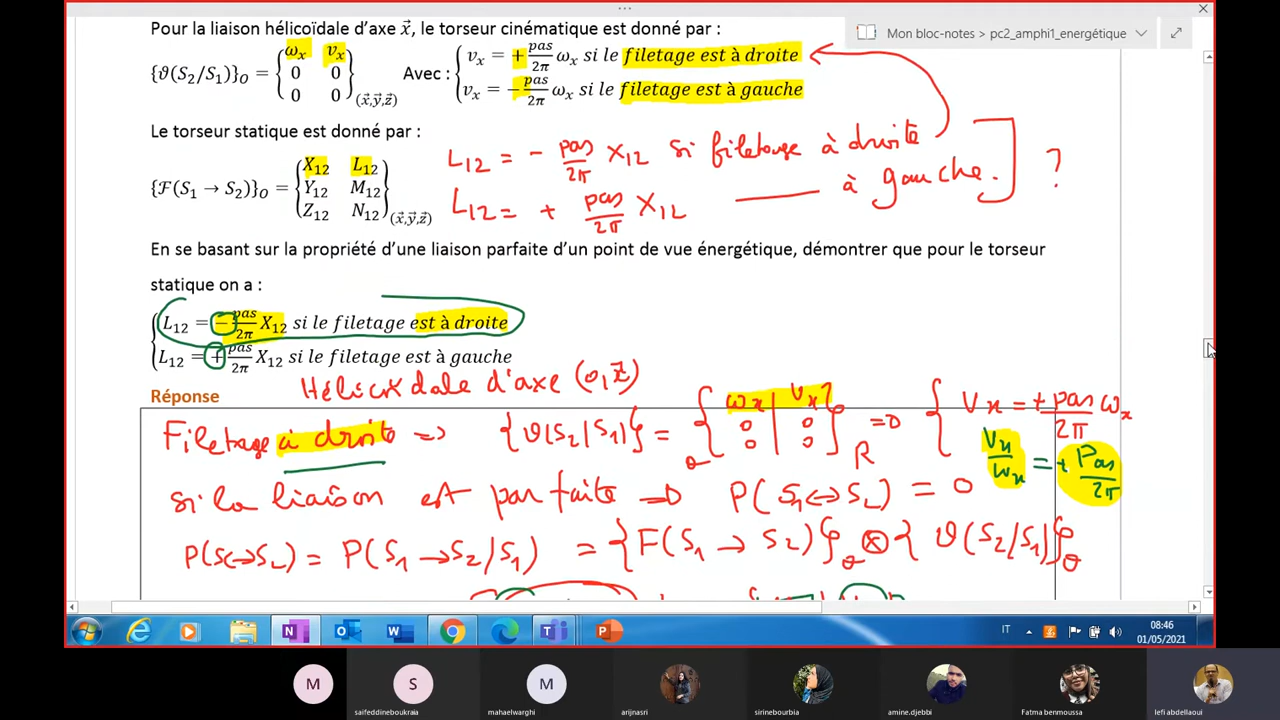 Pour la liaison hélicoïdale d'axe x⃗, le torseur cinématique est donné par :
Mon bloc-notes > pc2_amphi1_energétique
{ϑ(S₂/S₁)}_O = { ωₓ vₓ
0 0
0 0 }_(x⃗,y⃗,z⃗)
Avec : { vₓ = + pas/2π ωₓ si le filetage est à droite
vₓ = − pas/2π ωₓ si le filetage est à gauche
Le torseur statique est donné par :
L₁₂ = − pas/2π X₁₂ si filetage à droite
{ℱ(S₁ → S₂)}_O = { X₁₂ L₁₂
Y₁₂ M₁₂
Z₁₂ N₁₂ }_(x⃗,y⃗,z⃗)
L₁₂ = + pas/2π X₁₂ —— à gauche. ] ?
En se basant sur la propriété d'une liaison parfaite d'un point de vue énergétique, démontrer que pour le torseur
statique on a :
{ L₁₂ = − pas/2π X₁₂ si le filetage est à droite
L₁₂ = + pas/2π X₁₂ si le filetage est à gauche
Réponse
Hélicoïdale d'axe (o, x⃗)
Filetage à droite ⇒ {ϑ(S₂/S₁)} = { ωₓ | vₓ
0 | 0
0 | 0 }_R ⇒ { Vₓ = + pas/2π ωₓ
Vₓ/ωₓ = + Pas/2π
si la liaison est parfaite ⇒ P(S₁↔S₂) = 0
P(S↔S₂) = P(S₁→S₂/S₁) = {F(S₁→S₂)}_O ⊗ {ϑ(S₂/S₁)}_O
IT
08:46
01/05/2021
M
S
M
saifeddineboukraia
mahaelwarghi
arijnasri
sirinebourbia
amine.djebbi
Fatma benmoussa
lefi abdellaoui